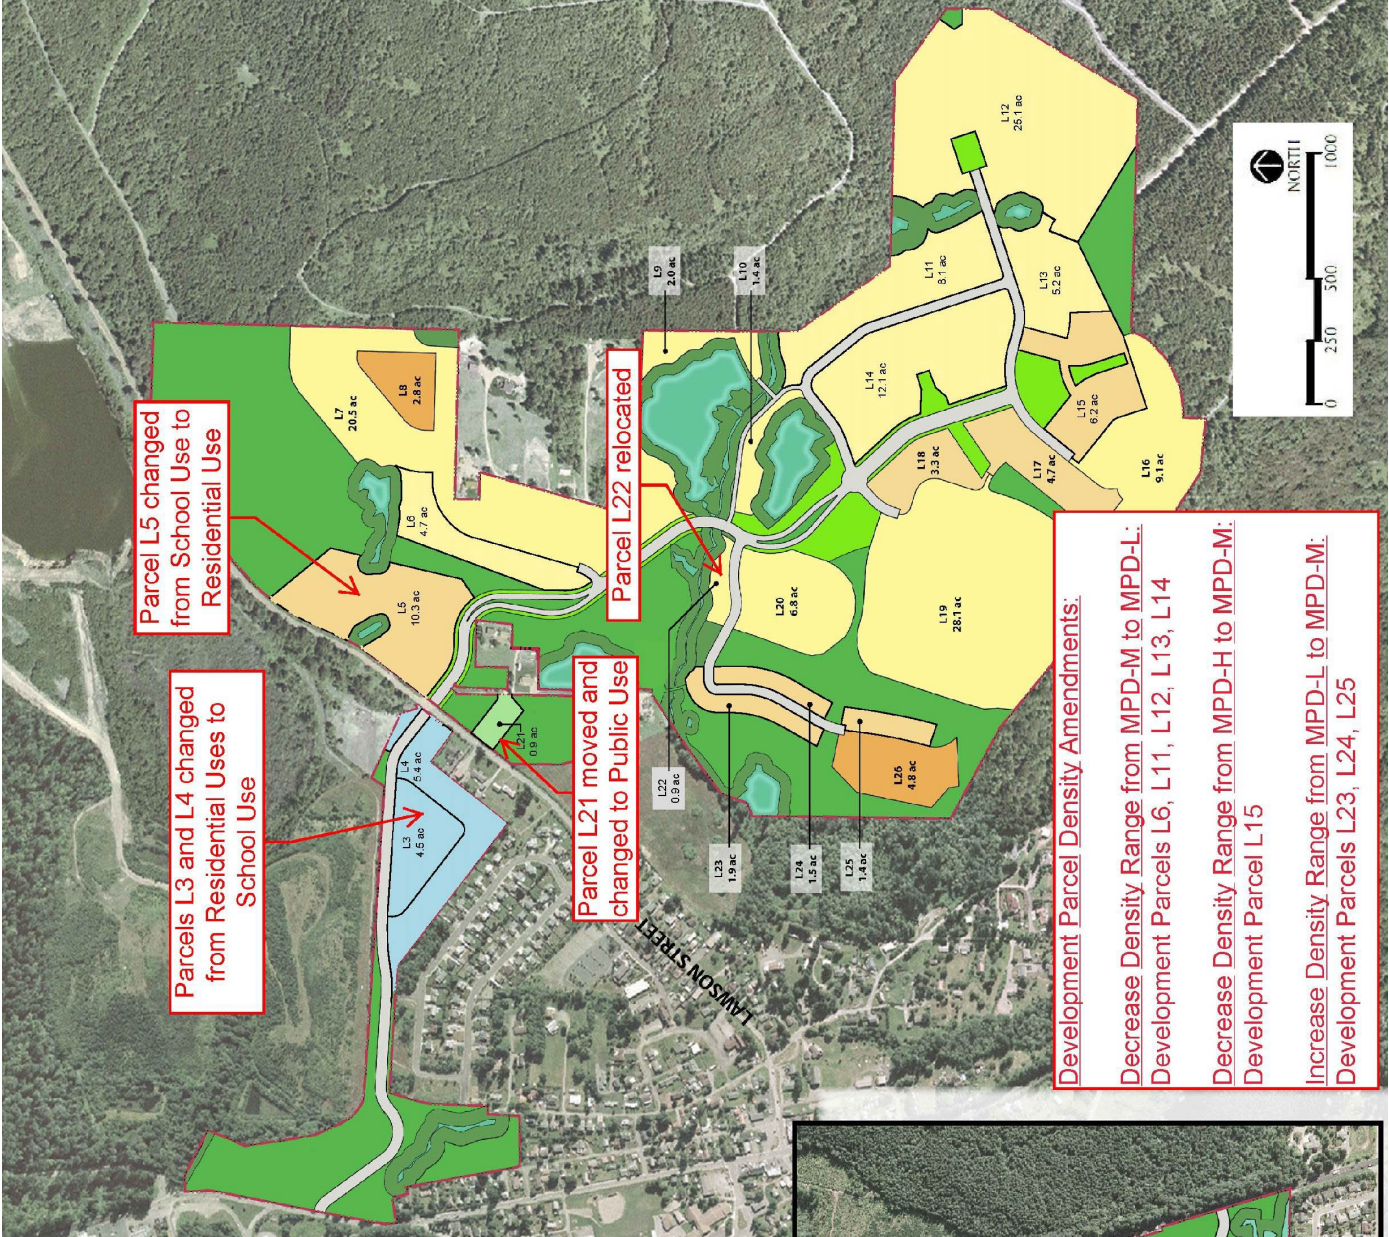 Parcel L5 changed
from School Use to
Residential Use
Parcels L3 and L4 changed
from Residential Uses to
School Use
Parcel L22 relocated
Parcel L21 moved and
changed to Public Use
L7
20.5 ac
L8
2.8 ac
L6
4.7 ac
L5
10.3 ac
L4
5.4 ac
L3
4.5 ac
L21
0.9 ac
L9
2.0 ac
L10
1.4 ac
L11
8.1 ac
L12
25.1 ac
L13
5.2 ac
L14
12.1 ac
L15
6.2 ac
L16
9.1 ac
L17
4.7 ac
L18
3.3 ac
L19
28.1 ac
L20
6.8 ac
L22
0.9 ac
L23
1.9 ac
L24
1.5 ac
L25
1.4 ac
L26
4.8 ac
LAWSON STREET
NORTH
0 250 500 1000
Development Parcel Density Amendments:
Decrease Density Range from MPD-M to MPD-L:
Development Parcels L6, L11, L12, L13, L14
Decrease Density Range from MPD-H to MPD-M:
Development Parcel L15
Increase Density Range from MPD-L to MPD-M:
Development Parcels L23, L24, L25